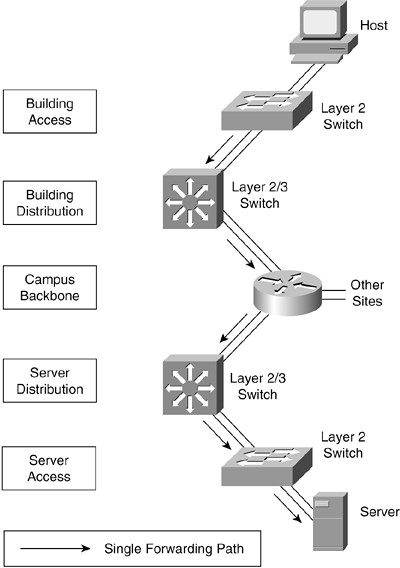 Host
Building
Access
Layer 2
Switch
Building
Distribution
Layer 2/3
Switch
Campus
Backbone
Other
Sites
Server
Distribution
Layer 2/3
Switch
Server
Access
Layer 2
Switch
Server
Single Forwarding Path